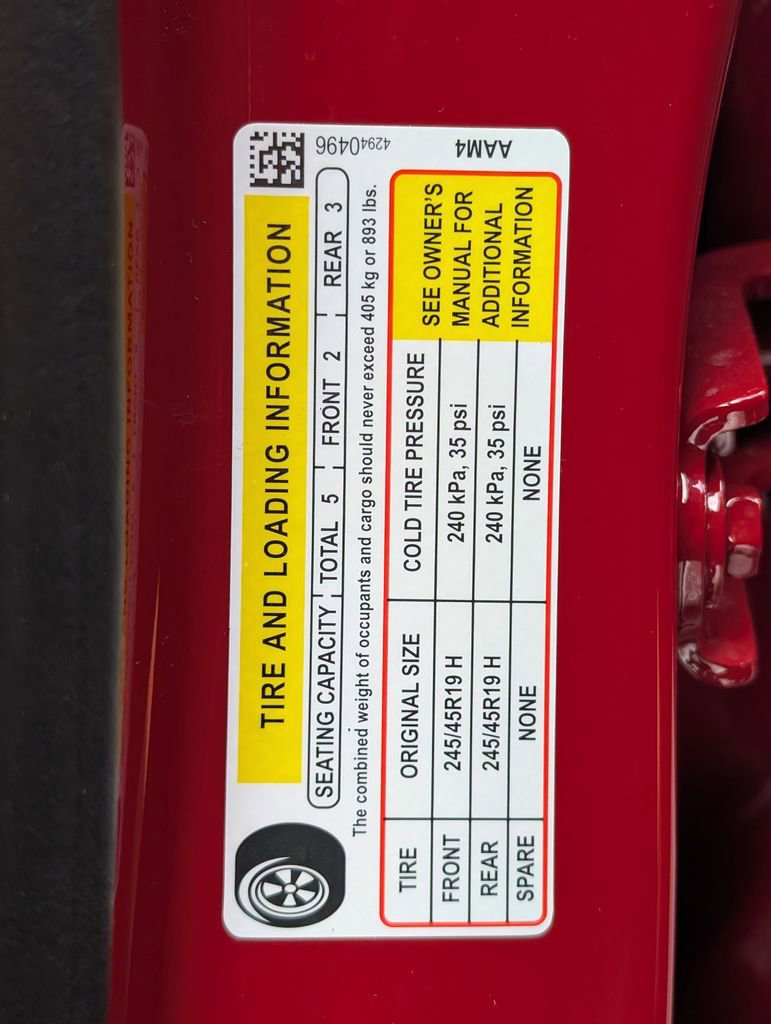 42940496
AAM4
TIRE AND LOADING INFORMATION
SEATING CAPACITY TOTAL 5 FRONT 2 REAR 3
The combined weight of occupants and cargo should never exceed 405 kg or 893 lbs.
TIRE ORIGINAL SIZE COLD TIRE PRESSURE
FRONT 245/45R19 H 240 kPa, 35 psi
REAR 245/45R19 H 240 kPa, 35 psi
SPARE NONE NONE
SEE OWNER'S
MANUAL FOR
ADDITIONAL
INFORMATION